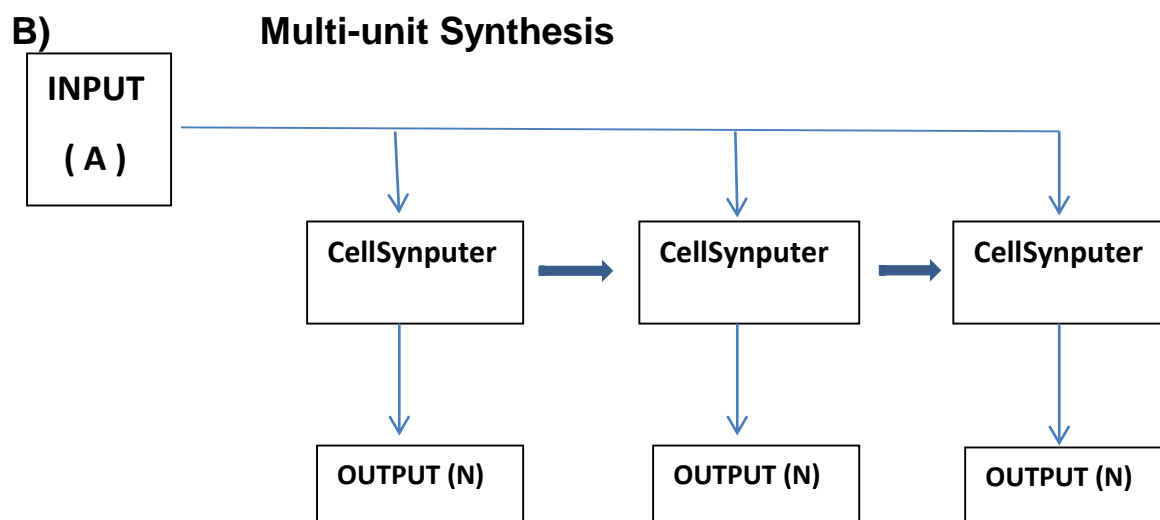 B) Multi-unit Synthesis
INPUT
( A )
CellSynputer CellSynputer CellSynputer
OUTPUT (N) OUTPUT (N) OUTPUT (N)